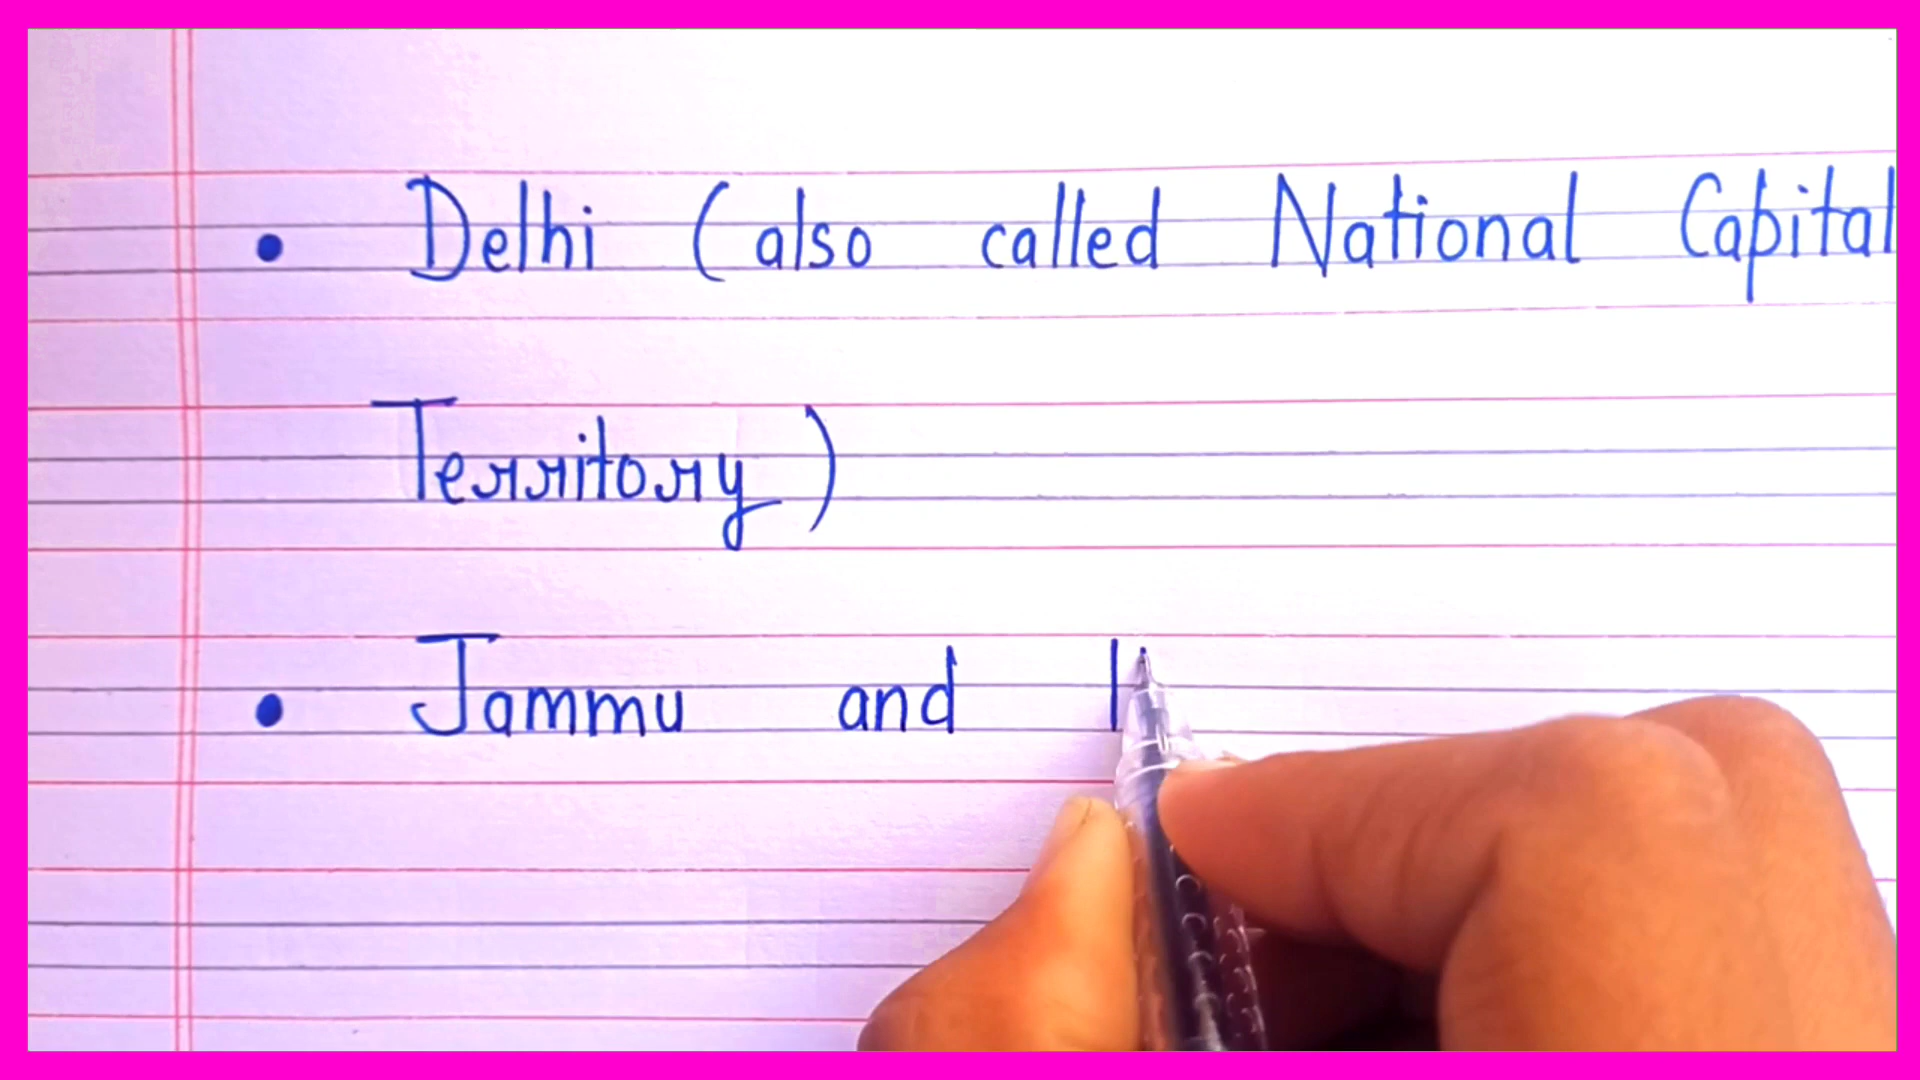 • Delhi (also called National Capital
Territory)
• Jammu and